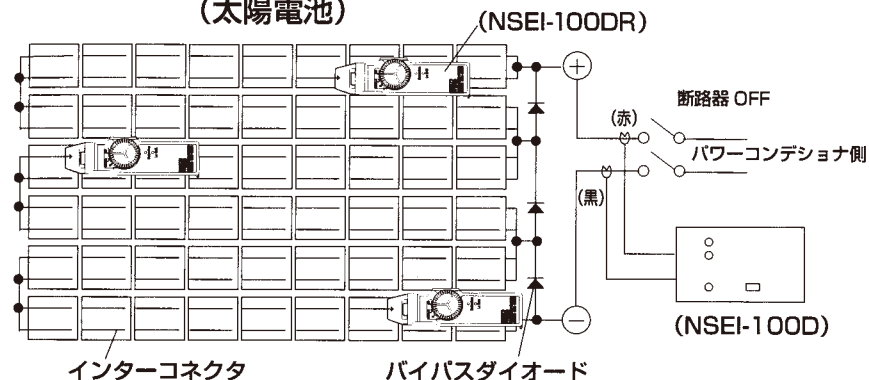 (太陽電池)
(NSEI-100DR)
断路器 OFF
(赤)
パワーコンデショナ側
(黒)
(NSEI-100D)
インターコネクタ
バイパスダイオード